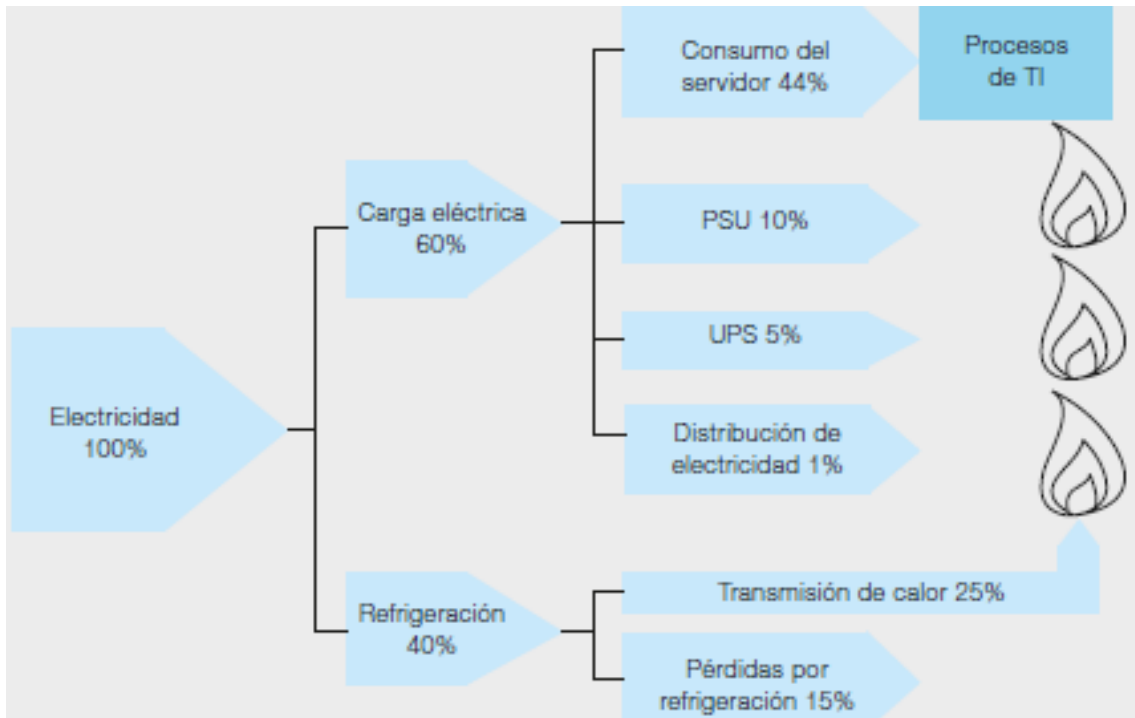 Consumo del
servidor 44%
Procesos
de TI
Carga eléctrica
60%
PSU 10%
UPS 5%
Electricidad
100%
Distribución de
electricidad 1%
Refrigeración
40%
Transmisión de calor 25%
Pérdidas por
refrigeración 15%